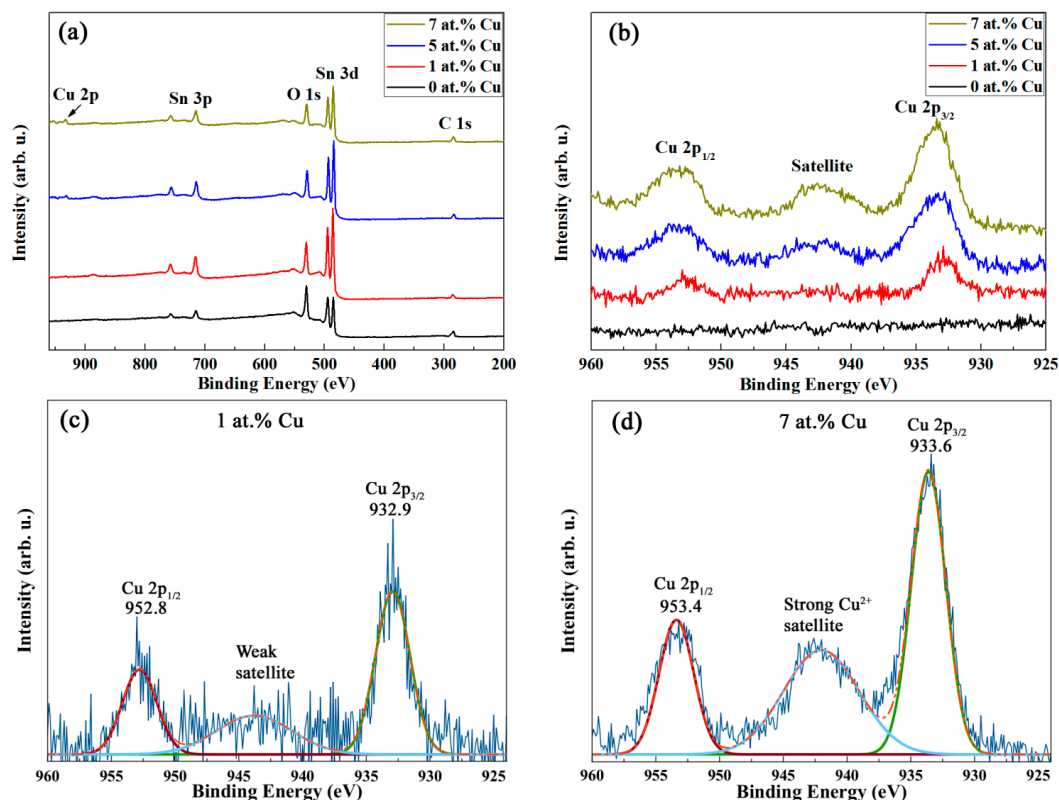 (a)
7 at.% Cu
5 at.% Cu
1 at.% Cu
0 at.% Cu
Cu 2p
Sn 3p
O 1s
Sn 3d
C 1s
Intensity (arb. u.)
900 800 700 600 500 400 300 200
Binding Energy (eV)
(b)
7 at.% Cu
5 at.% Cu
1 at.% Cu
0 at.% Cu
Cu 2p1/2
Satellite
Cu 2p3/2
Intensity (arb. u.)
960 955 950 945 940 935 930 925
Binding Energy (eV)
(c)
1 at.% Cu
Cu 2p3/2
932.9
Cu 2p1/2
952.8
Weak
satellite
Intensity (arb. u.)
960 955 950 945 940 935 930 925
Binding Energy (eV)
(d)
7 at.% Cu
Cu 2p3/2
933.6
Cu 2p1/2
953.4
Strong Cu²⁺
satellite
Intensity (arb. u.)
960 955 950 945 940 935 930 925
Binding Energy (eV)